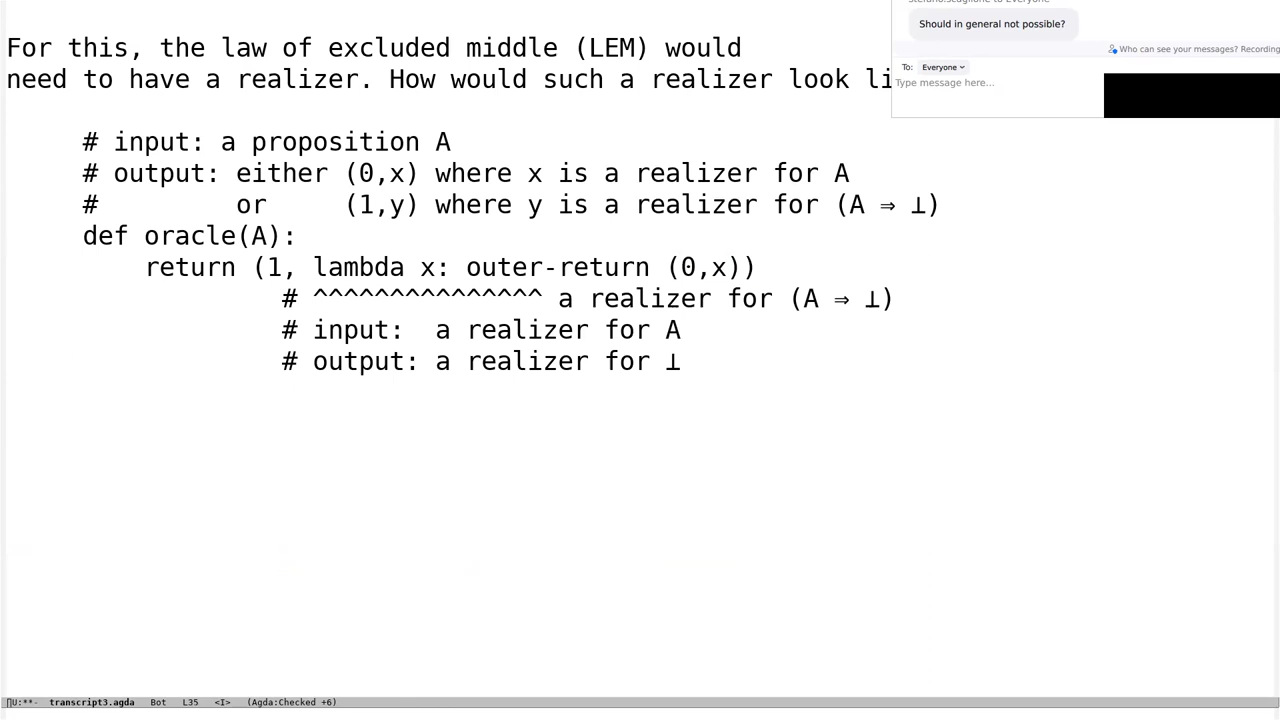 Should in general not possible?
Who can see your messages? Recording
To: Everyone
Type message here...
For this, the law of excluded middle (LEM) would
need to have a realizer. How would such a realizer look li
# input: a proposition A
# output: either (0,x) where x is a realizer for A
#         or     (1,y) where y is a realizer for (A ⇒ ⊥)
def oracle(A):
    return (1, lambda x: outer-return (0,x))
# ^^^^^^^^^^^^^^^ a realizer for (A ⇒ ⊥)
# input:  a realizer for A
# output: a realizer for ⊥
U:**-  transcript3.agda   Bot   L35   <I>   (Agda:Checked +6)